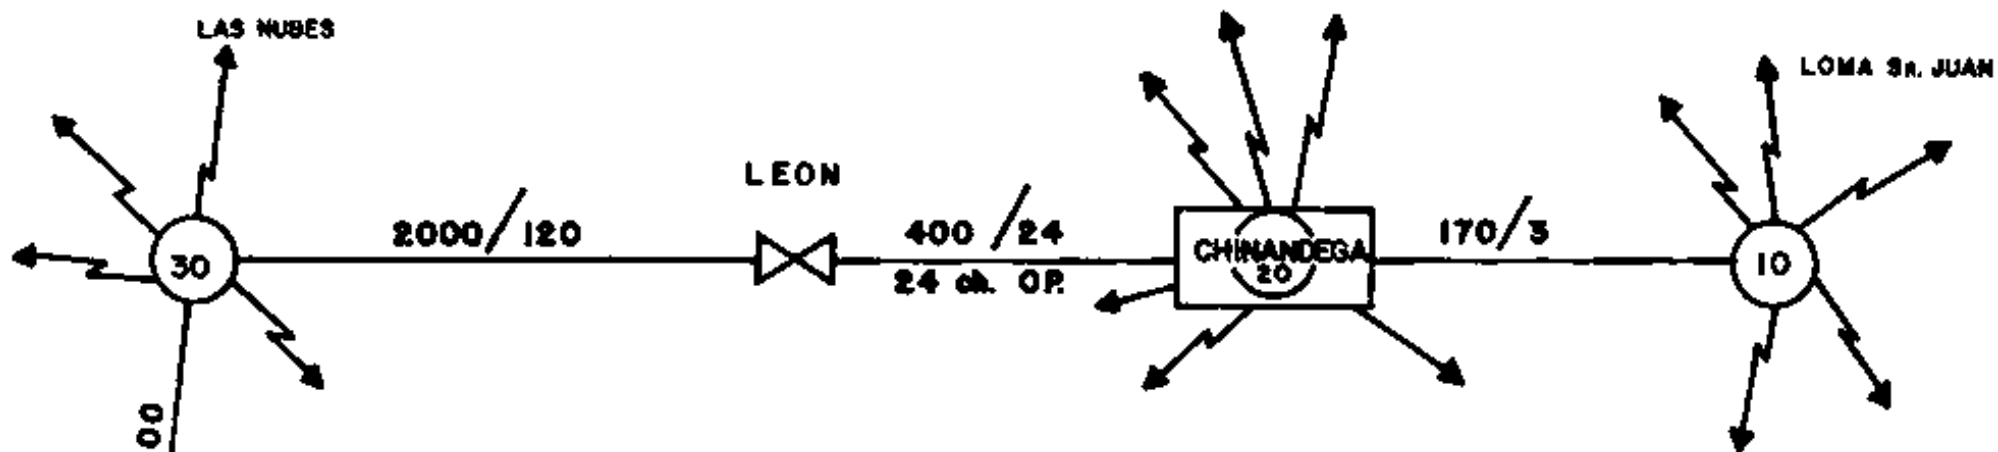 LAS NUBES
LOMA Sn. JUAN
LEON
2000/120
400/24
170/3
CHINANDEGA
30
20
10
24 ch. OP.
00